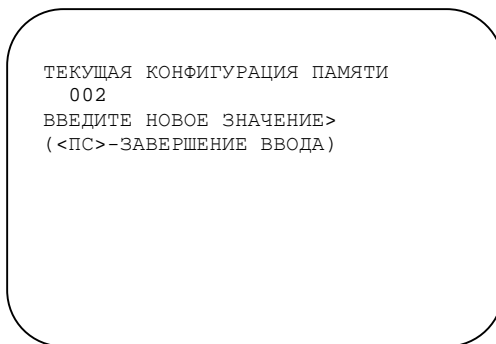 ТЕКУЩАЯ КОНФИГУРАЦИЯ ПАМЯТИ
002
ВВЕДИТЕ НОВОЕ ЗНАЧЕНИЕ>
(<ПС>-ЗАВЕРШЕНИЕ ВВОДА)